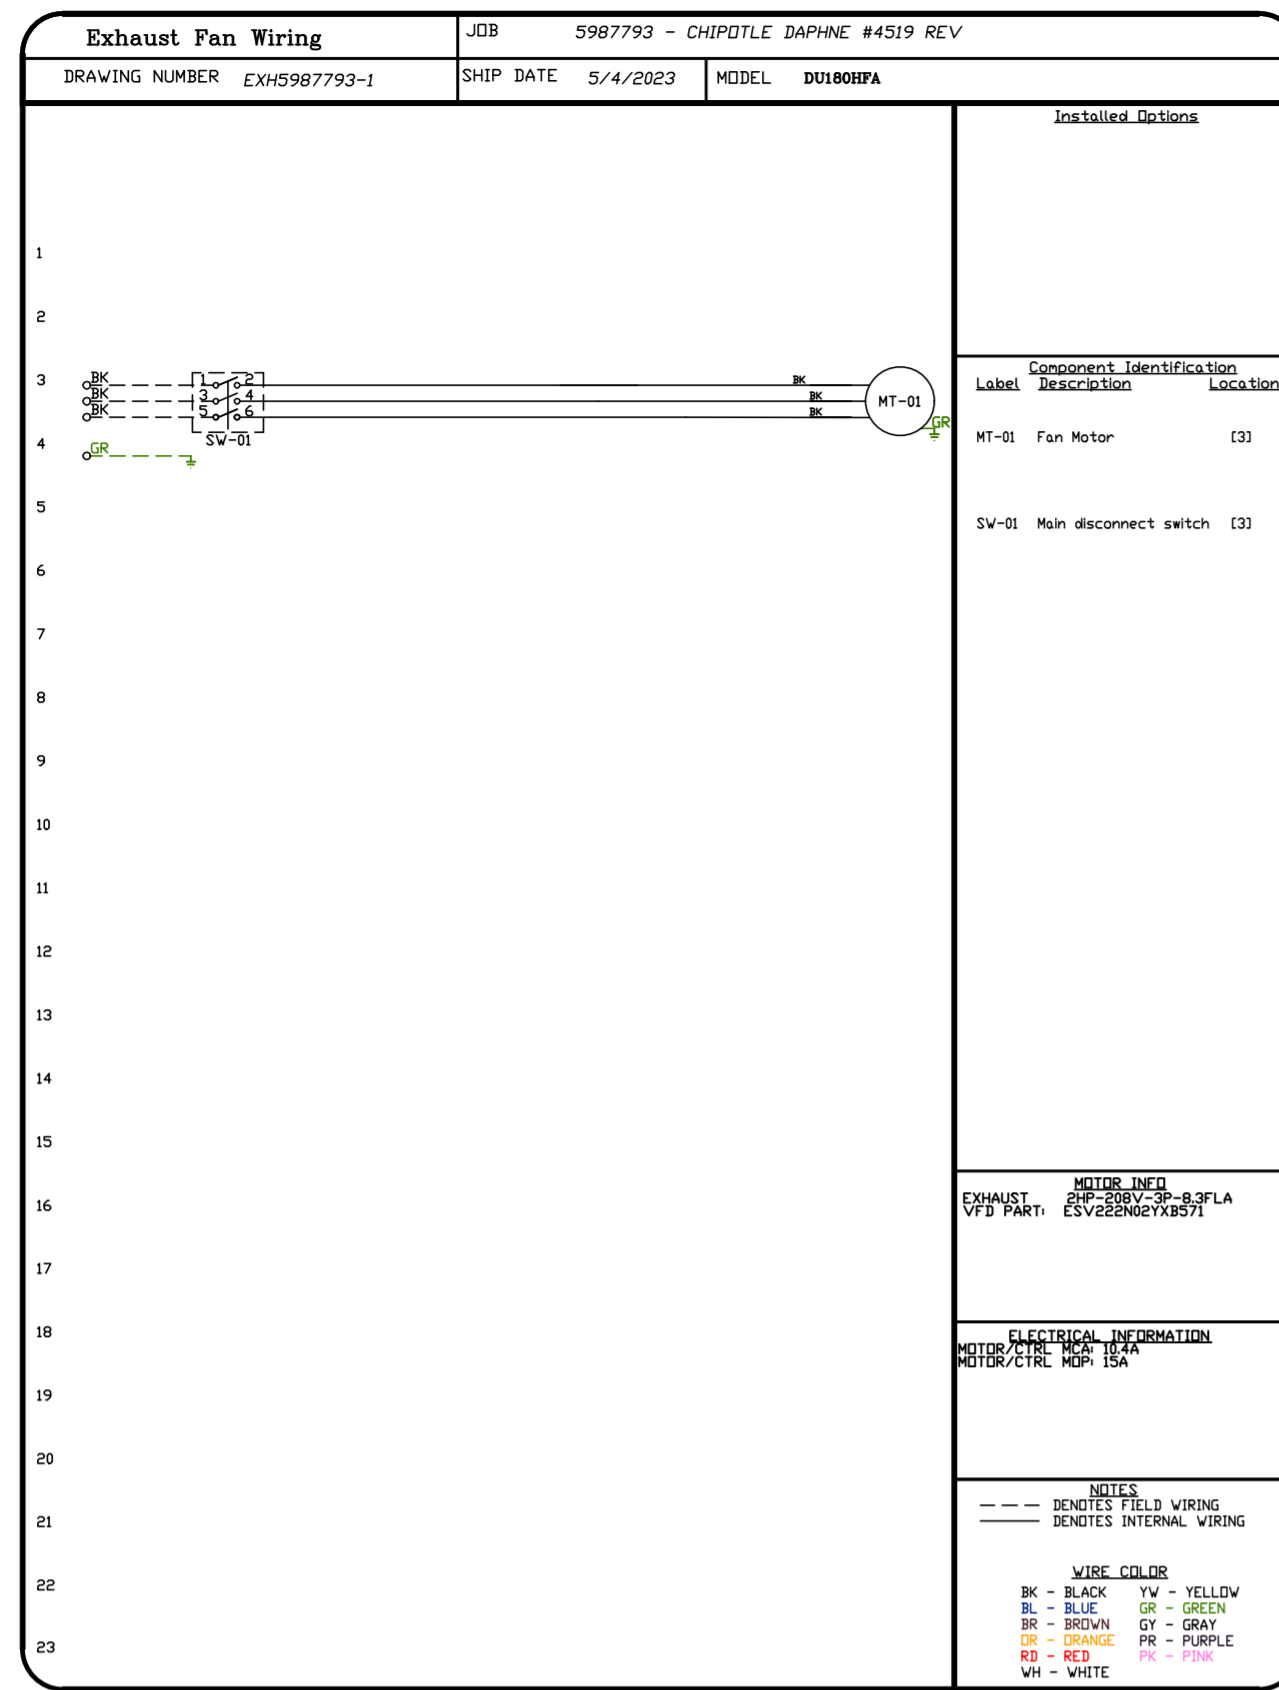 Exhaust Fan Wiring
JOB 5987793 - CHIPOTLE DAPHNE #4519 REV
DRAWING NUMBER EXH5987793-1
SHIP DATE 5/4/2023
MODEL DU180HFA
Installed Options
1
2
3
BK
BK
BK
1 2
3 4
5 6
SW-01
BK
BK
BK
MT-01
GR
4
GR
5
6
7
8
9
10
11
12
13
14
15
16
17
18
19
20
21
22
23
Component Identification
Label Description Location
MT-01 Fan Motor [3]
SW-01 Main disconnect switch [3]
MOTOR INFO
EXHAUST 2HP-208V-3P-8.3FLA
VFD PART: ESV222N02YXB571
ELECTRICAL INFORMATION
MOTOR/CTRL MCA: 10.4A
MOTOR/CTRL MOP: 15A
NOTES
DENOTES FIELD WIRING
DENOTES INTERNAL WIRING
WIRE COLOR
BK - BLACK YW - YELLOW
BL - BLUE GR - GREEN
BR - BROWN GY - GRAY
OR - ORANGE PR - PURPLE
RD - RED PK - PINK
WH - WHITE